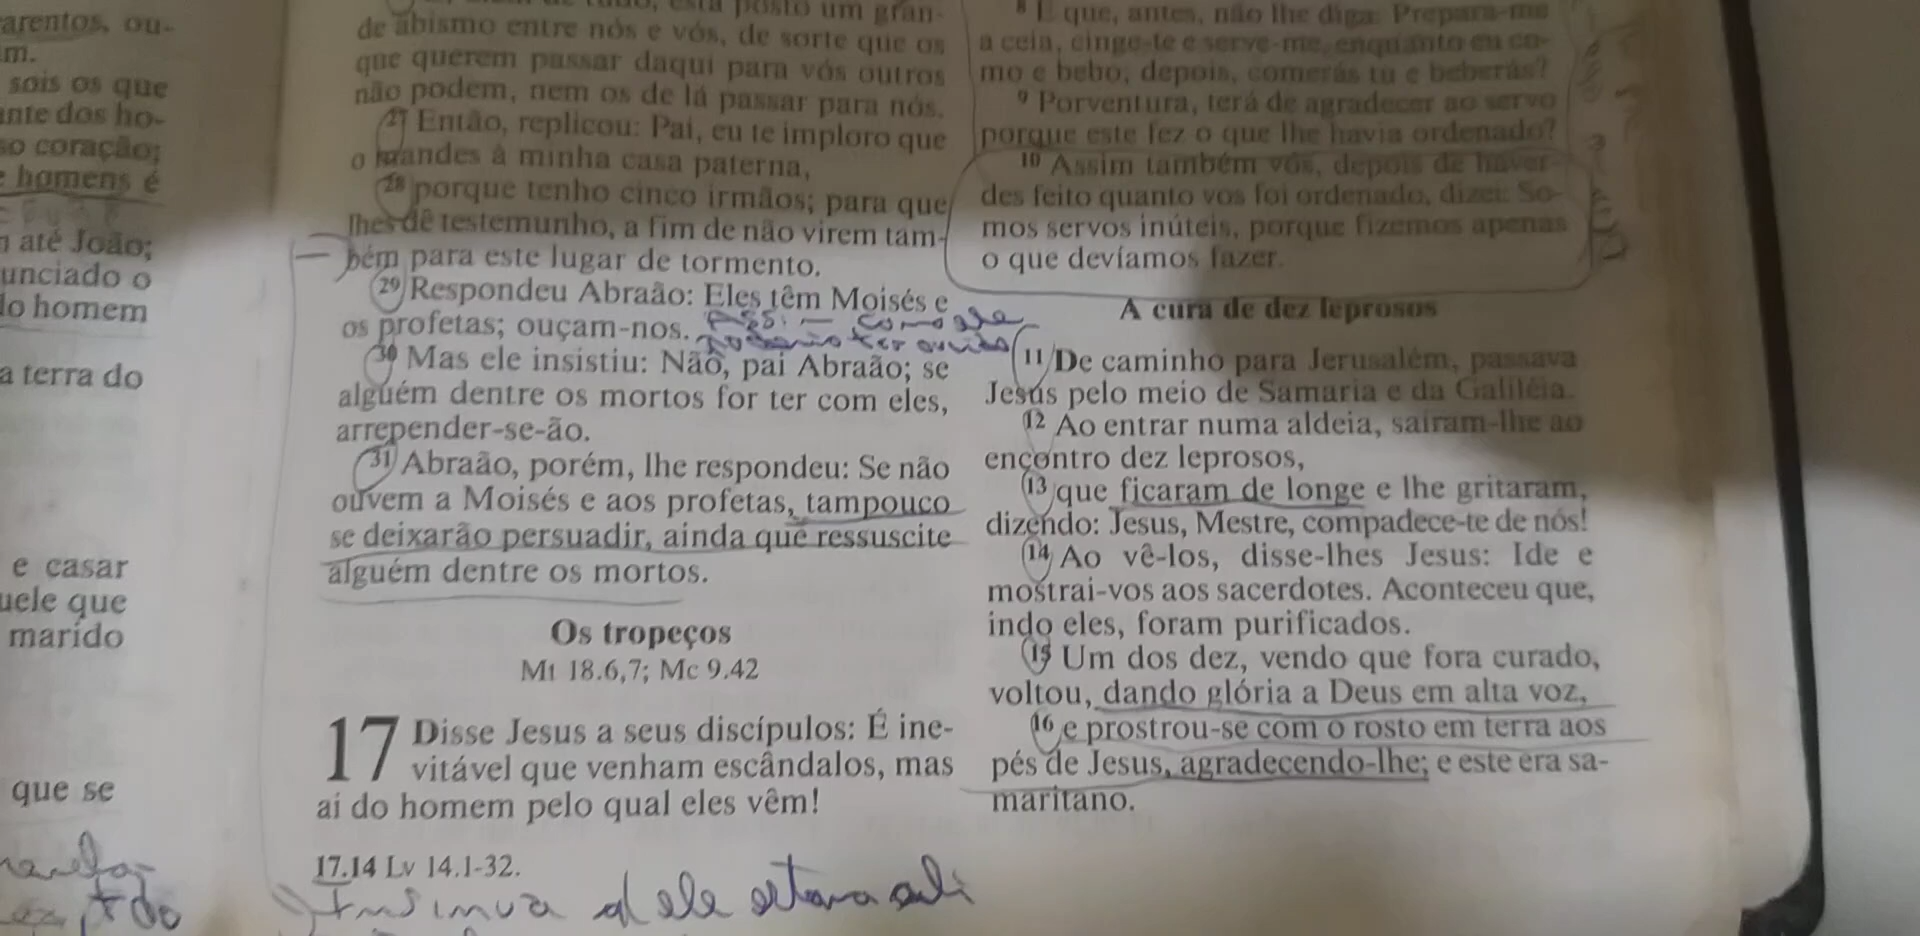 arentos, ou-
m.
sois os que
ante dos ho-
so coração;
e homens é
até João;
unciado o
lo homem
a terra do
e casar
uele que
marido
que se
está posto um gran-
de abismo entre nós e vós, de sorte que os
que querem passar daqui para vós outros
não podem, nem os de lá passar para nós.
27 Então, replicou: Pai, eu te imploro que
o mandes à minha casa paterna,
28 porque tenho cinco irmãos; para que
lhes dê testemunho, a fim de não virem tam-
bém para este lugar de tormento.
29 Respondeu Abraão: Eles têm Moisés e
os profetas; ouçam-nos.
como ele
ter ouvido
30 Mas ele insistiu: Não, pai Abraão; se
alguém dentre os mortos for ter com eles,
arrepender-se-ão.
31 Abraão, porém, lhe respondeu: Se não
ouvem a Moisés e aos profetas, tampouco
se deixarão persuadir, ainda que ressuscite
alguém dentre os mortos.
Os tropeços
Mt 18.6,7; Mc 9.42
17 Disse Jesus a seus discípulos: É ine-
vitável que venham escândalos, mas
ai do homem pelo qual eles vêm!
17.14 Lv 14.1-32.
Insinua ele estava ali
8 E que, antes, não lhe diga: Prepara-me
a ceia, cinge-te e serve-me, enquanto eu co-
mo e bebo; depois, comerás tu e beberás?
9 Porventura, terá de agradecer ao servo
porque este fez o que lhe havia ordenado?
10 Assim também vós, depois de haver-
des feito quanto vos foi ordenado, dizei: So-
mos servos inúteis, porque fizemos apenas
o que devíamos fazer.
A cura de dez leprosos
11 De caminho para Jerusalém, passava
Jesus pelo meio de Samaria e da Galiléia.
12 Ao entrar numa aldeia, saíram-lhe ao
encontro dez leprosos,
13 que ficaram de longe e lhe gritaram,
dizendo: Jesus, Mestre, compadece-te de nós!
14 Ao vê-los, disse-lhes Jesus: Ide e
mostrai-vos aos sacerdotes. Aconteceu que,
indo eles, foram purificados.
15 Um dos dez, vendo que fora curado,
voltou, dando glória a Deus em alta voz,
16 e prostrou-se com o rosto em terra aos
pés de Jesus, agradecendo-lhe; e este era sa-
maritano.